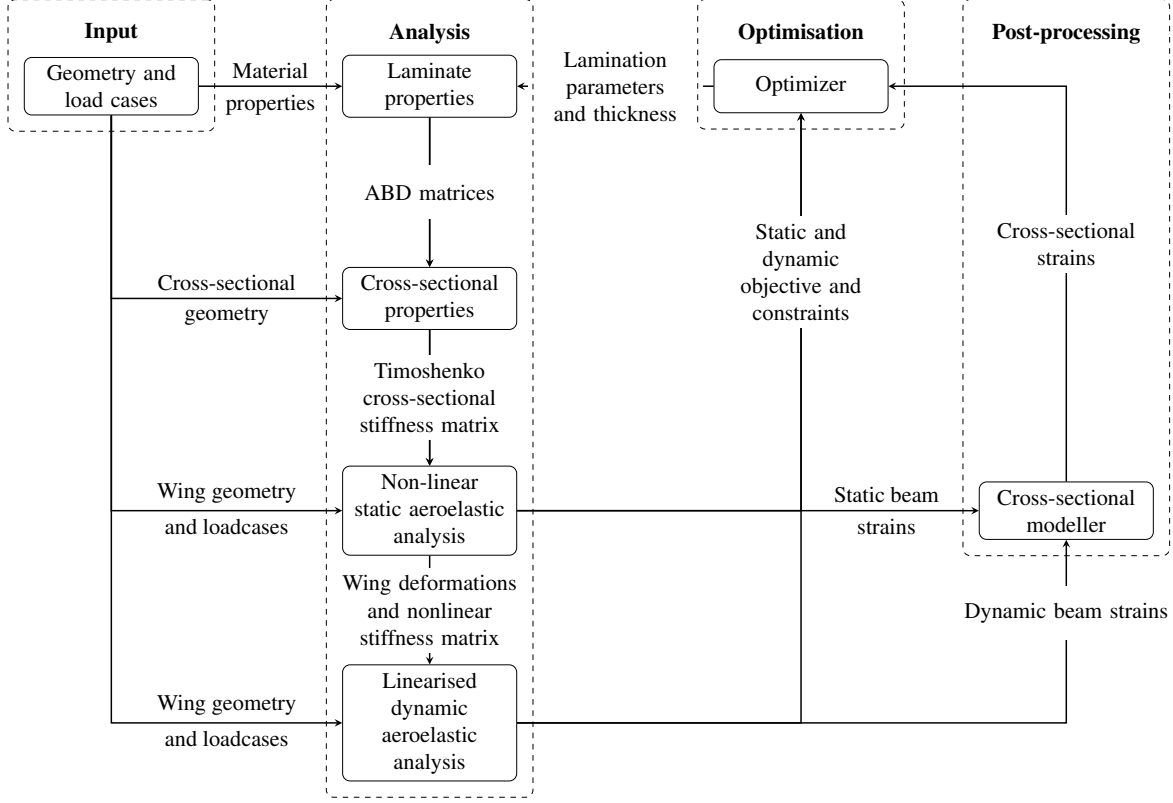 Input
Analysis
Optimisation
Post-processing
Geometry and
load cases
Material
properties
Laminate
properties
Lamination
parameters
and thickness
Optimizer
ABD matrices
Cross-sectional
geometry
Cross-sectional
properties
Static and
dynamic
objective and
constraints
Cross-sectional
strains
Timoshenko
cross-sectional
stiffness matrix
Wing geometry
and loadcases
Non-linear
static aeroelastic
analysis
Static beam
strains
Cross-sectional
modeller
Wing deformations
and nonlinear
stiffness matrix
Dynamic beam strains
Wing geometry
and loadcases
Linearised
dynamic
aeroelastic
analysis